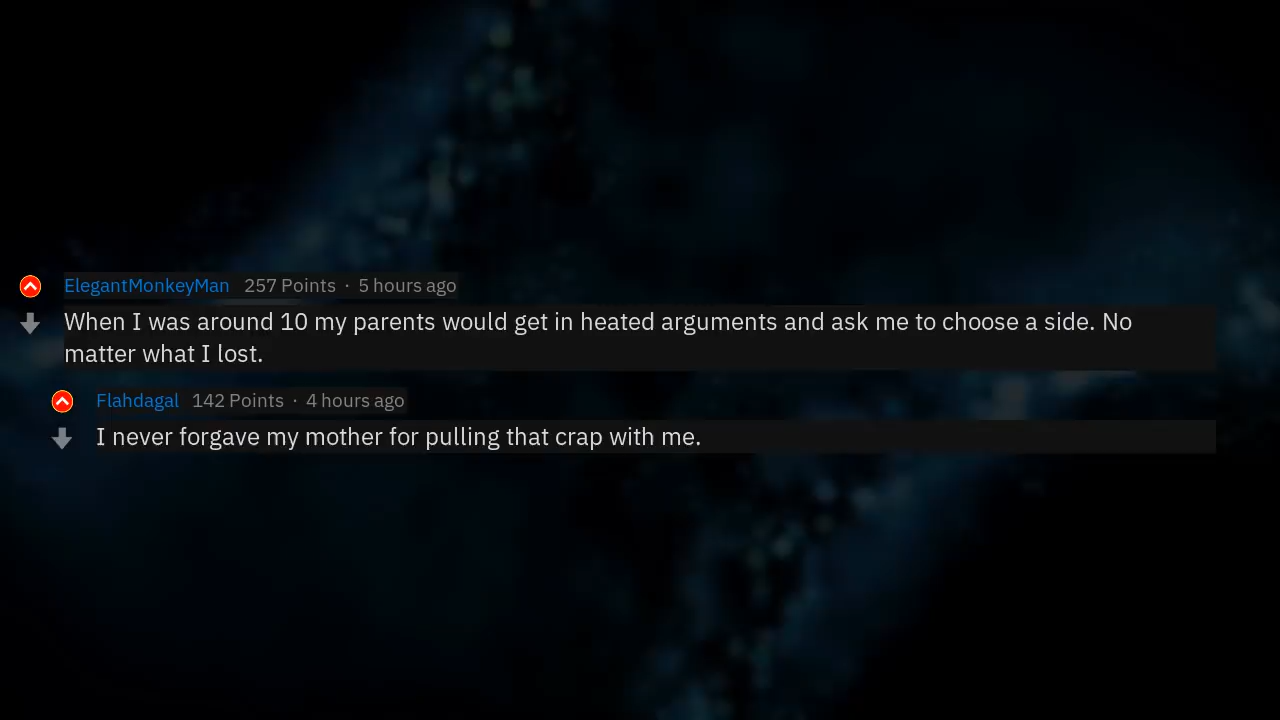 ElegantMonkeyMan 257 Points · 5 hours ago
When I was around 10 my parents would get in heated arguments and ask me to choose a side. No
matter what I lost.
Flahdagal 142 Points · 4 hours ago
I never forgave my mother for pulling that crap with me.